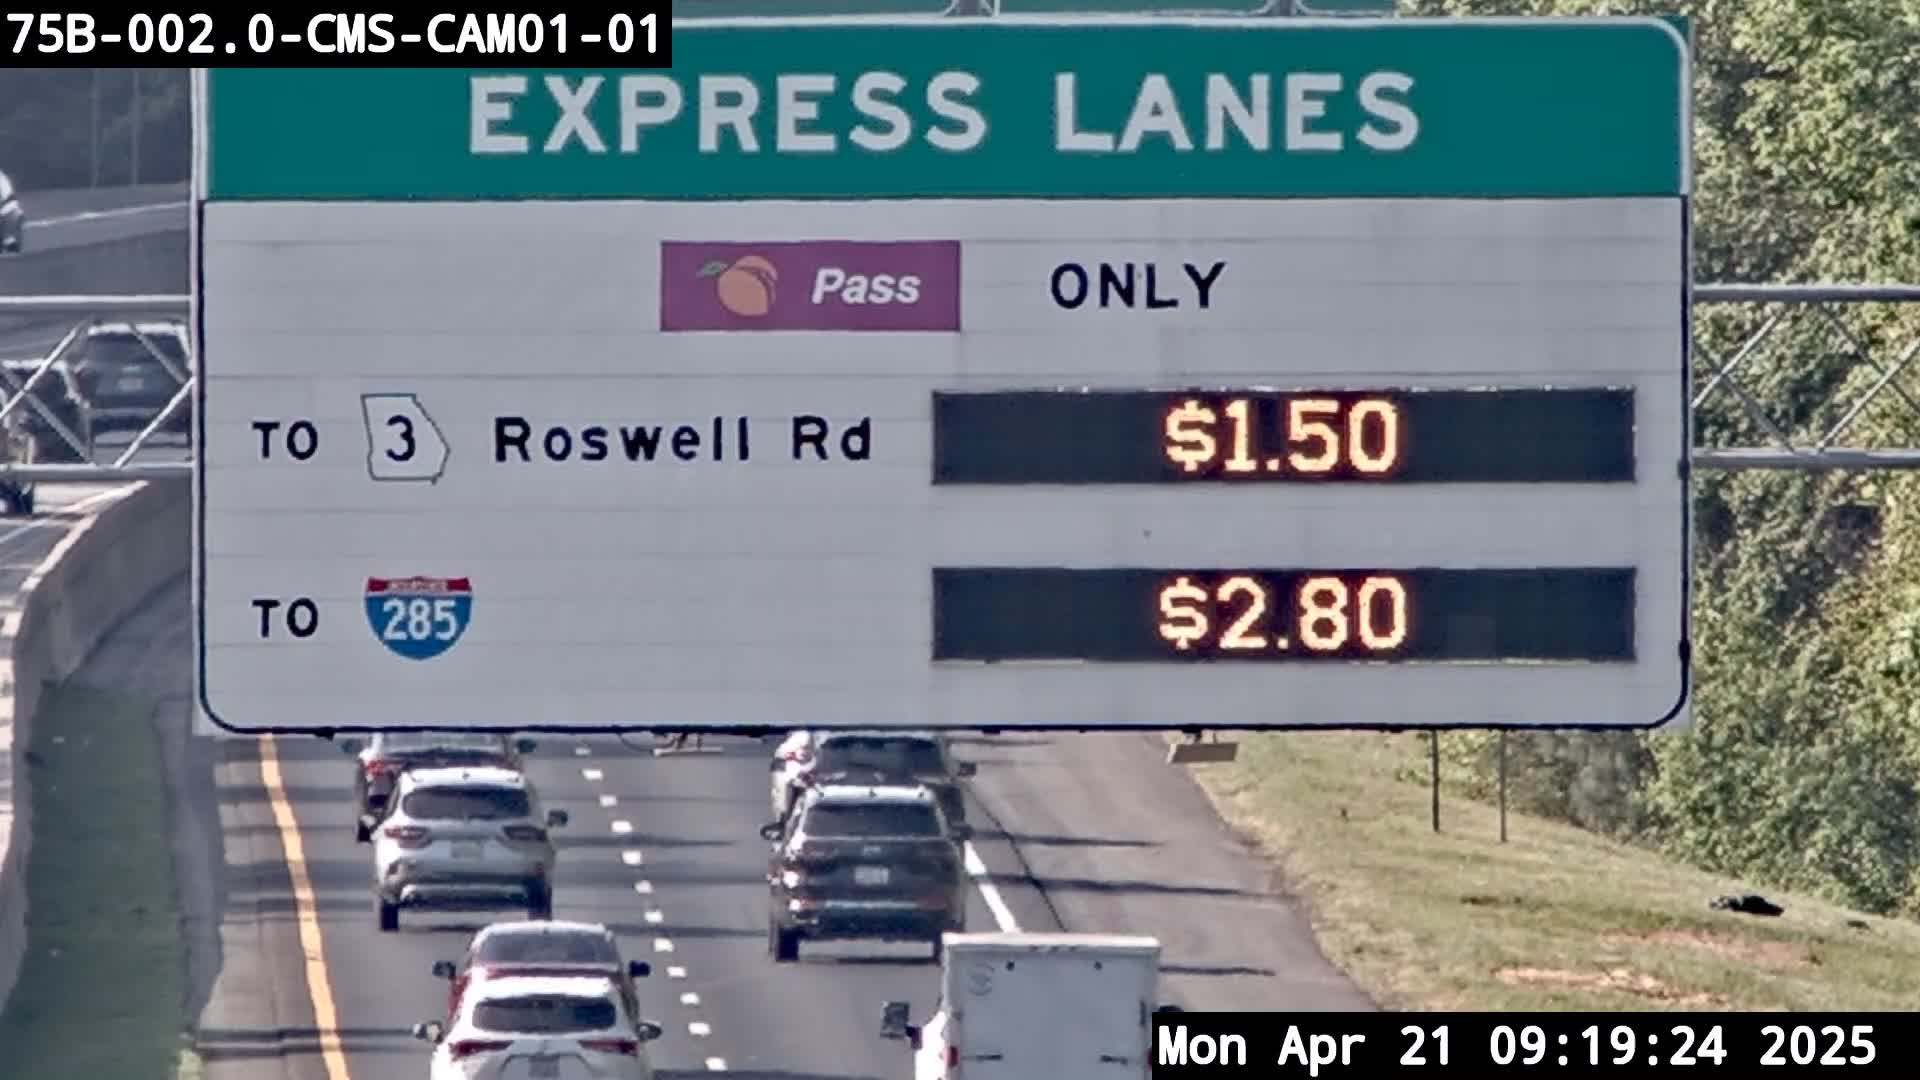 75B-002.0-CMS-CAM01-01
EXPRESS LANES
Pass ONLY
TO 3 Roswell Rd $1.50
TO 285 $2.80
Mon Apr 21 09:19:24 2025